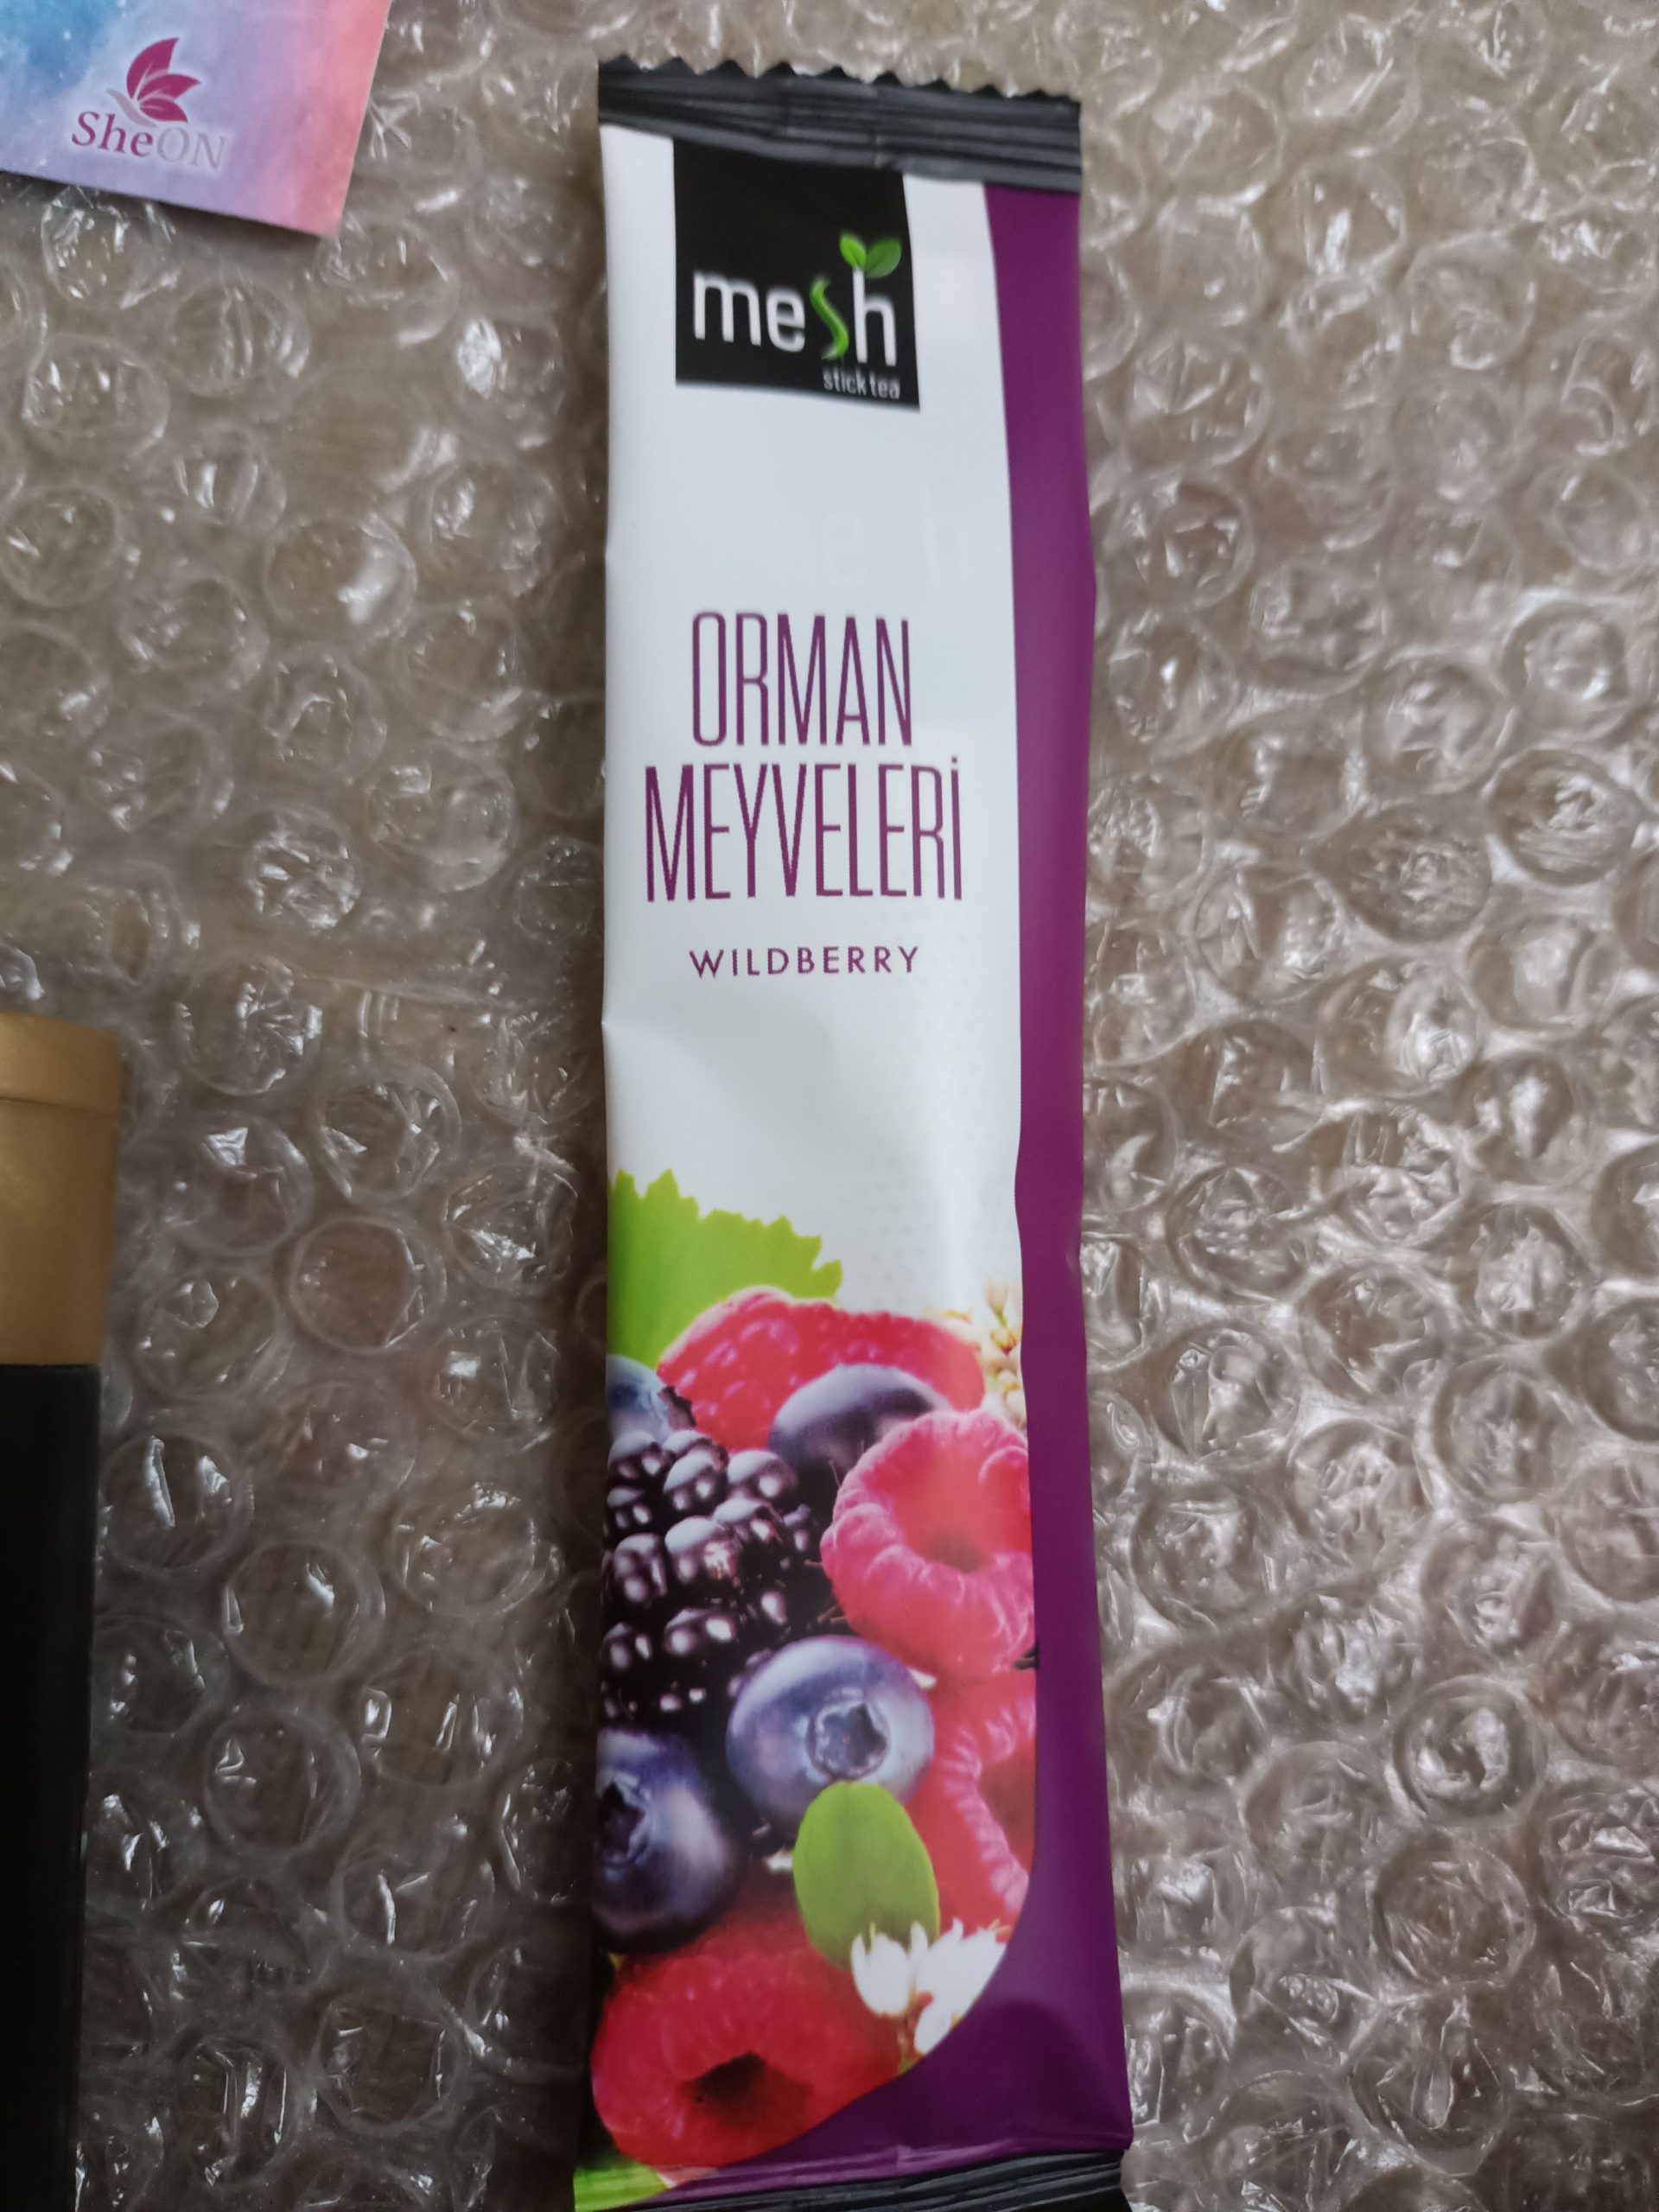 SheON
mesh
stick tea
ORMAN
MEYVELERİ
WILDBERRY